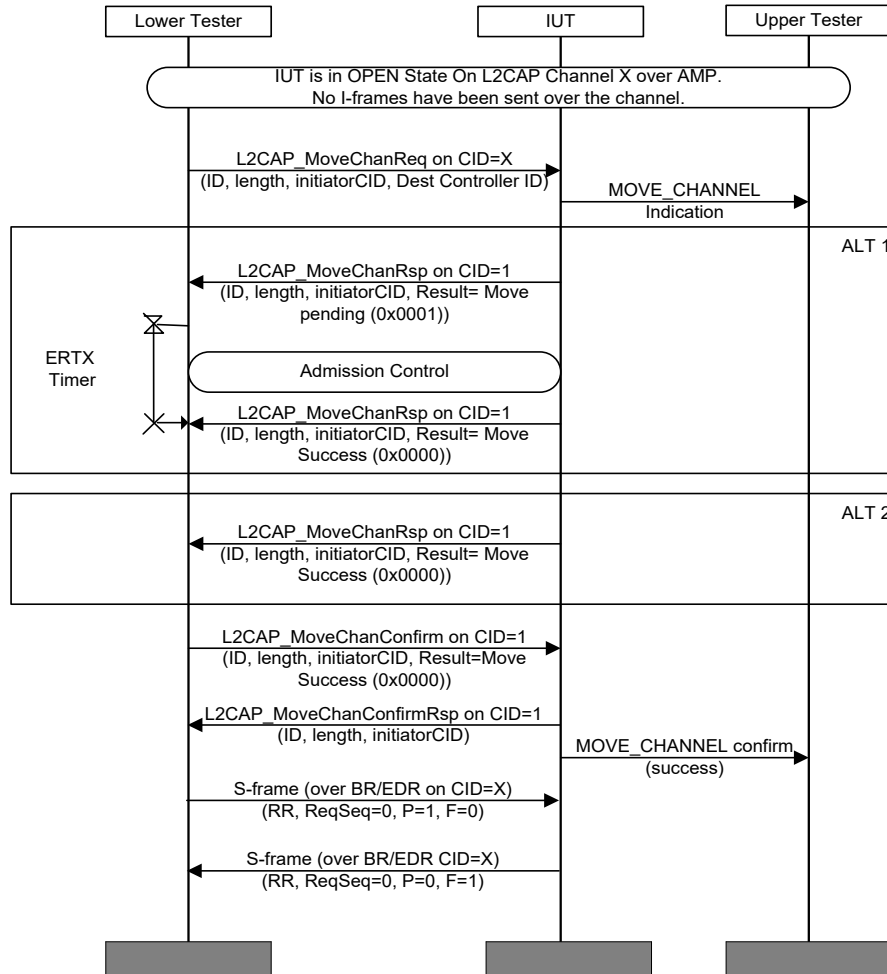 Lower Tester
IUT
Upper Tester
IUT is in OPEN State On L2CAP Channel X over AMP.
No I-frames have been sent over the channel.
L2CAP_MoveChanReq on CID=X
(ID, length, initiatorCID, Dest Controller ID)
MOVE_CHANNEL
Indication
ALT 1
L2CAP_MoveChanRsp on CID=1
(ID, length, initiatorCID, Result= Move
pending (0x0001))
ERTX
Timer
Admission Control
L2CAP_MoveChanRsp on CID=1
(ID, length, initiatorCID, Result= Move
Success (0x0000))
ALT 2
L2CAP_MoveChanRsp on CID=1
(ID, length, initiatorCID, Result= Move
Success (0x0000))
L2CAP_MoveChanConfirm on CID=1
(ID, length, initiatorCID, Result=Move
Success (0x0000))
L2CAP_MoveChanConfirmRsp on CID=1
(ID, length, initiatorCID)
MOVE_CHANNEL confirm
(success)
S-frame (over BR/EDR on CID=X)
(RR, ReqSeq=0, P=1, F=0)
S-frame (over BR/EDR CID=X)
(RR, ReqSeq=0, P=0, F=1)